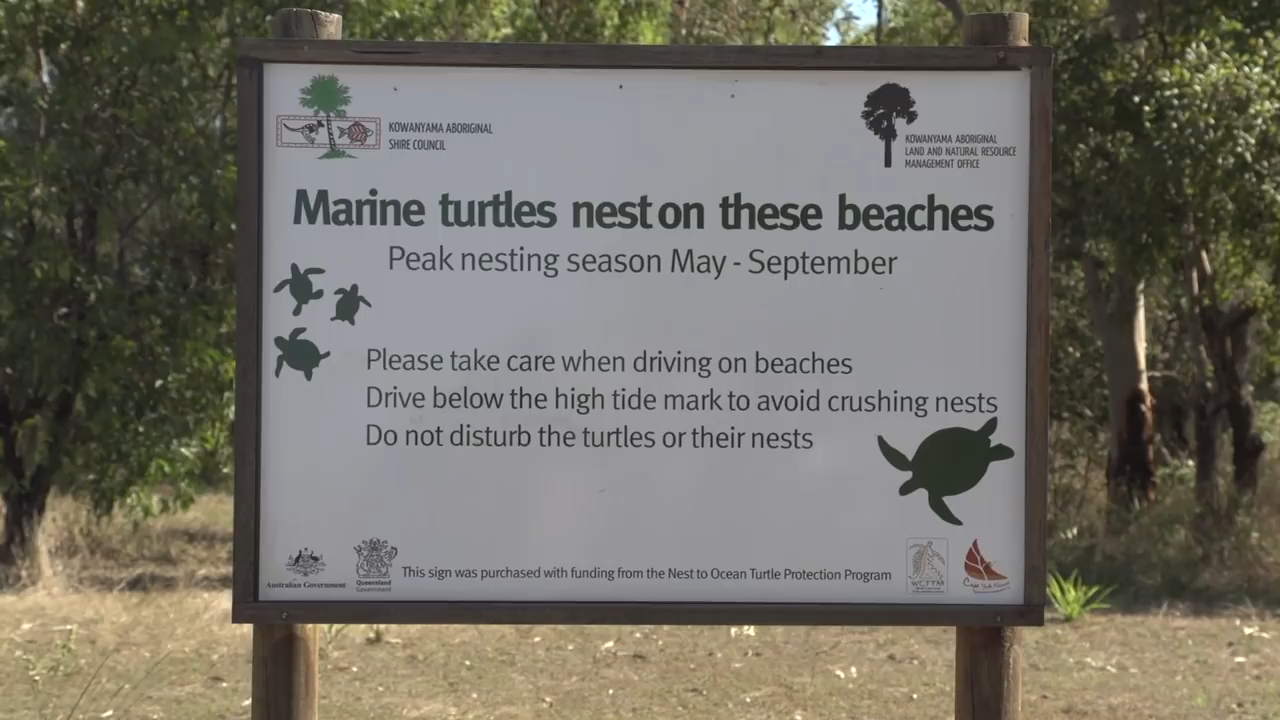 KOWANYAMA ABORIGINAL
SHIRE COUNCIL
KOWANYAMA ABORIGINAL
LAND AND NATURAL RESOURCE
MANAGEMENT OFFICE
Marine turtles nest on these beaches
Peak nesting season May - September
Please take care when driving on beaches
Drive below the high tide mark to avoid crushing nests
Do not disturb the turtles or their nests
Australian Government
Queensland
Government
This sign was purchased with funding from the Nest to Ocean Turtle Protection Program